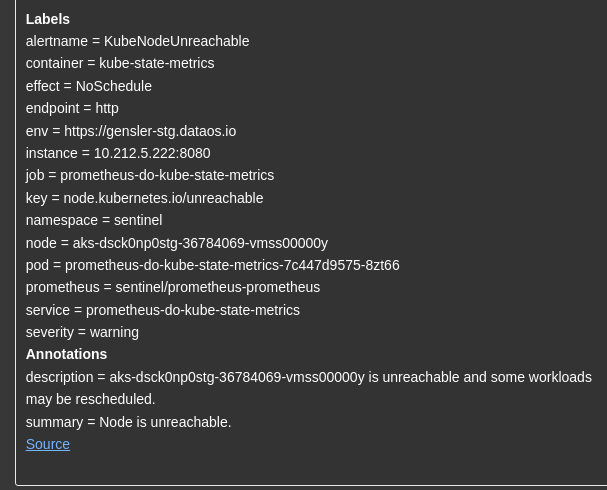 Labels
alertname = KubeNodeUnreachable
container = kube-state-metrics
effect = NoSchedule
endpoint = http
env = https://gensler-stg.dataos.io
instance = 10.212.5.222:8080
job = prometheus-do-kube-state-metrics
key = node.kubernetes.io/unreachable
namespace = sentinel
node = aks-dsck0np0stg-36784069-vmss00000y
pod = prometheus-do-kube-state-metrics-7c447d9575-8zt66
prometheus = sentinel/prometheus-prometheus
service = prometheus-do-kube-state-metrics
severity = warning
Annotations
description = aks-dsck0np0stg-36784069-vmss00000y is unreachable and some workloads
may be rescheduled.
summary = Node is unreachable.
Source